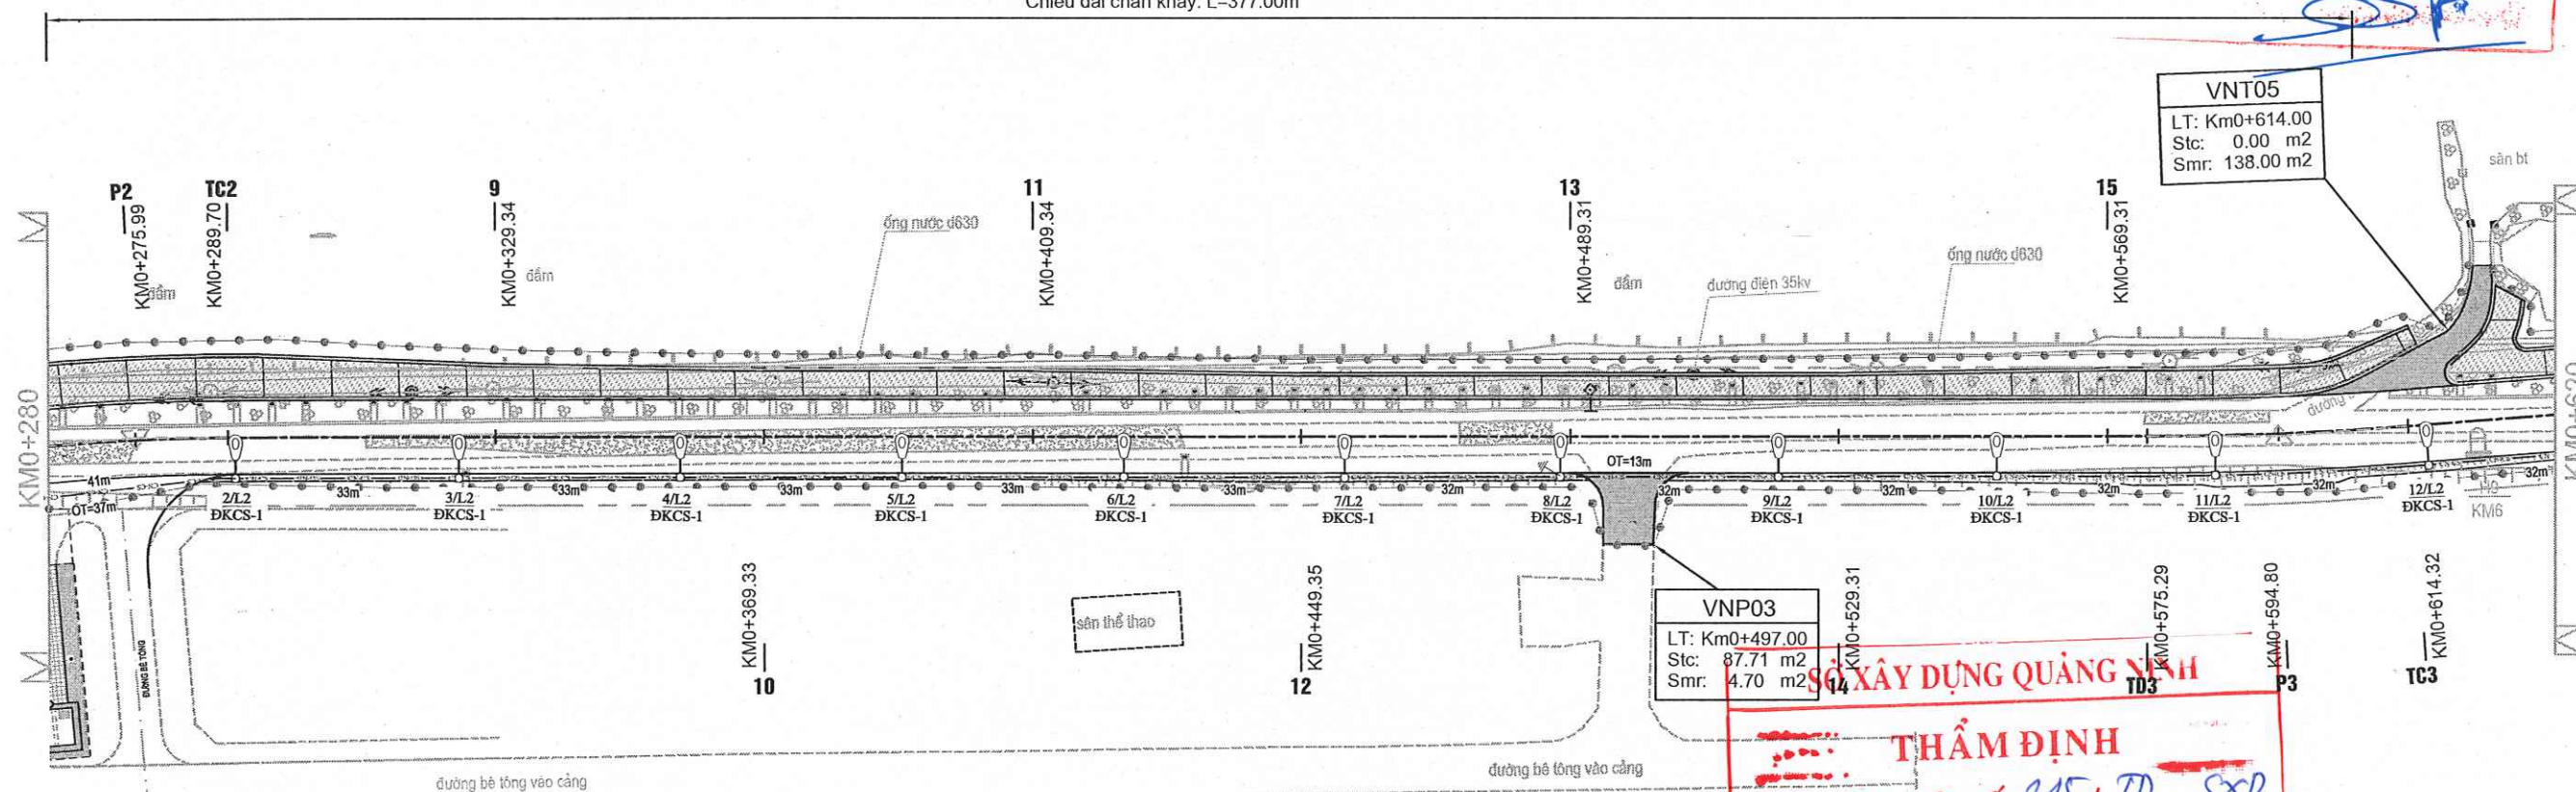 Chiều dài chân khay: L=377.00m
VNT05
LT: Km0+614.00
Stc: 0.00 m2
Smr: 138.00 m2
sân bt
P2
KM0+275.99
TC2
KM0+289.70
9
KM0+329.34
11
KM0+409.34
13
KM0+489.31
15
KM0+569.31
đầm
đầm
ống nước d630
đầm
đường điện 35kv
ống nước d630
KM0+280
đường
41m
OT=37m
33m
33m
33m
33m
33m
32m
OT=13m
32m
32m
32m
32m
32m
2/L2
ĐKCS-1
3/L2
ĐKCS-1
4/L2
ĐKCS-1
5/L2
ĐKCS-1
6/L2
ĐKCS-1
7/L2
ĐKCS-1
8/L2
ĐKCS-1
9/L2
ĐKCS-1
10/L2
ĐKCS-1
11/L2
ĐKCS-1
12/L2
ĐKCS-1
H9
KM6
ĐƯỜNG BÊ TÔNG
KM0+369.33
10
sân thể thao
KM0+449.35
12
VNP03
LT: Km0+497.00
Stc: 87.71 m2
Smr: 4.70 m2
KM0+529.31
14
KM0+575.29
TD3
KM0+594.80
P3
KM0+614.32
TC3
SỞ XÂY DỰNG QUẢNG NINH
THẨM ĐỊNH
đường bê tông vào cảng
đường bê tông vào cảng